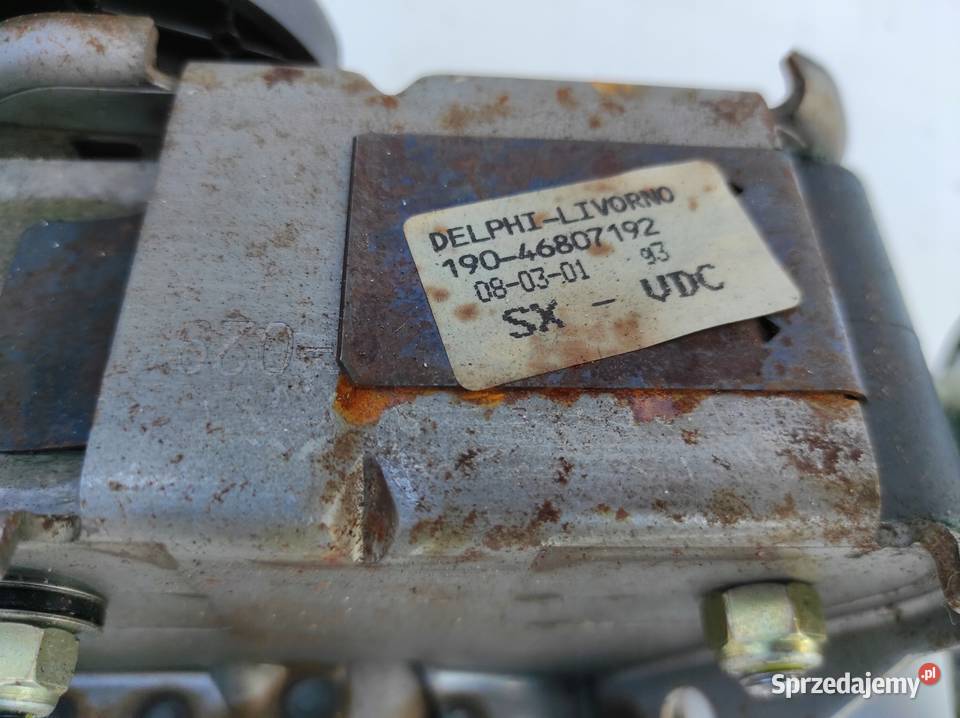 DELPHI-LIVORNO
190-46807192
08-03-01 93
SX - VDC
Sprzedajemy.pl